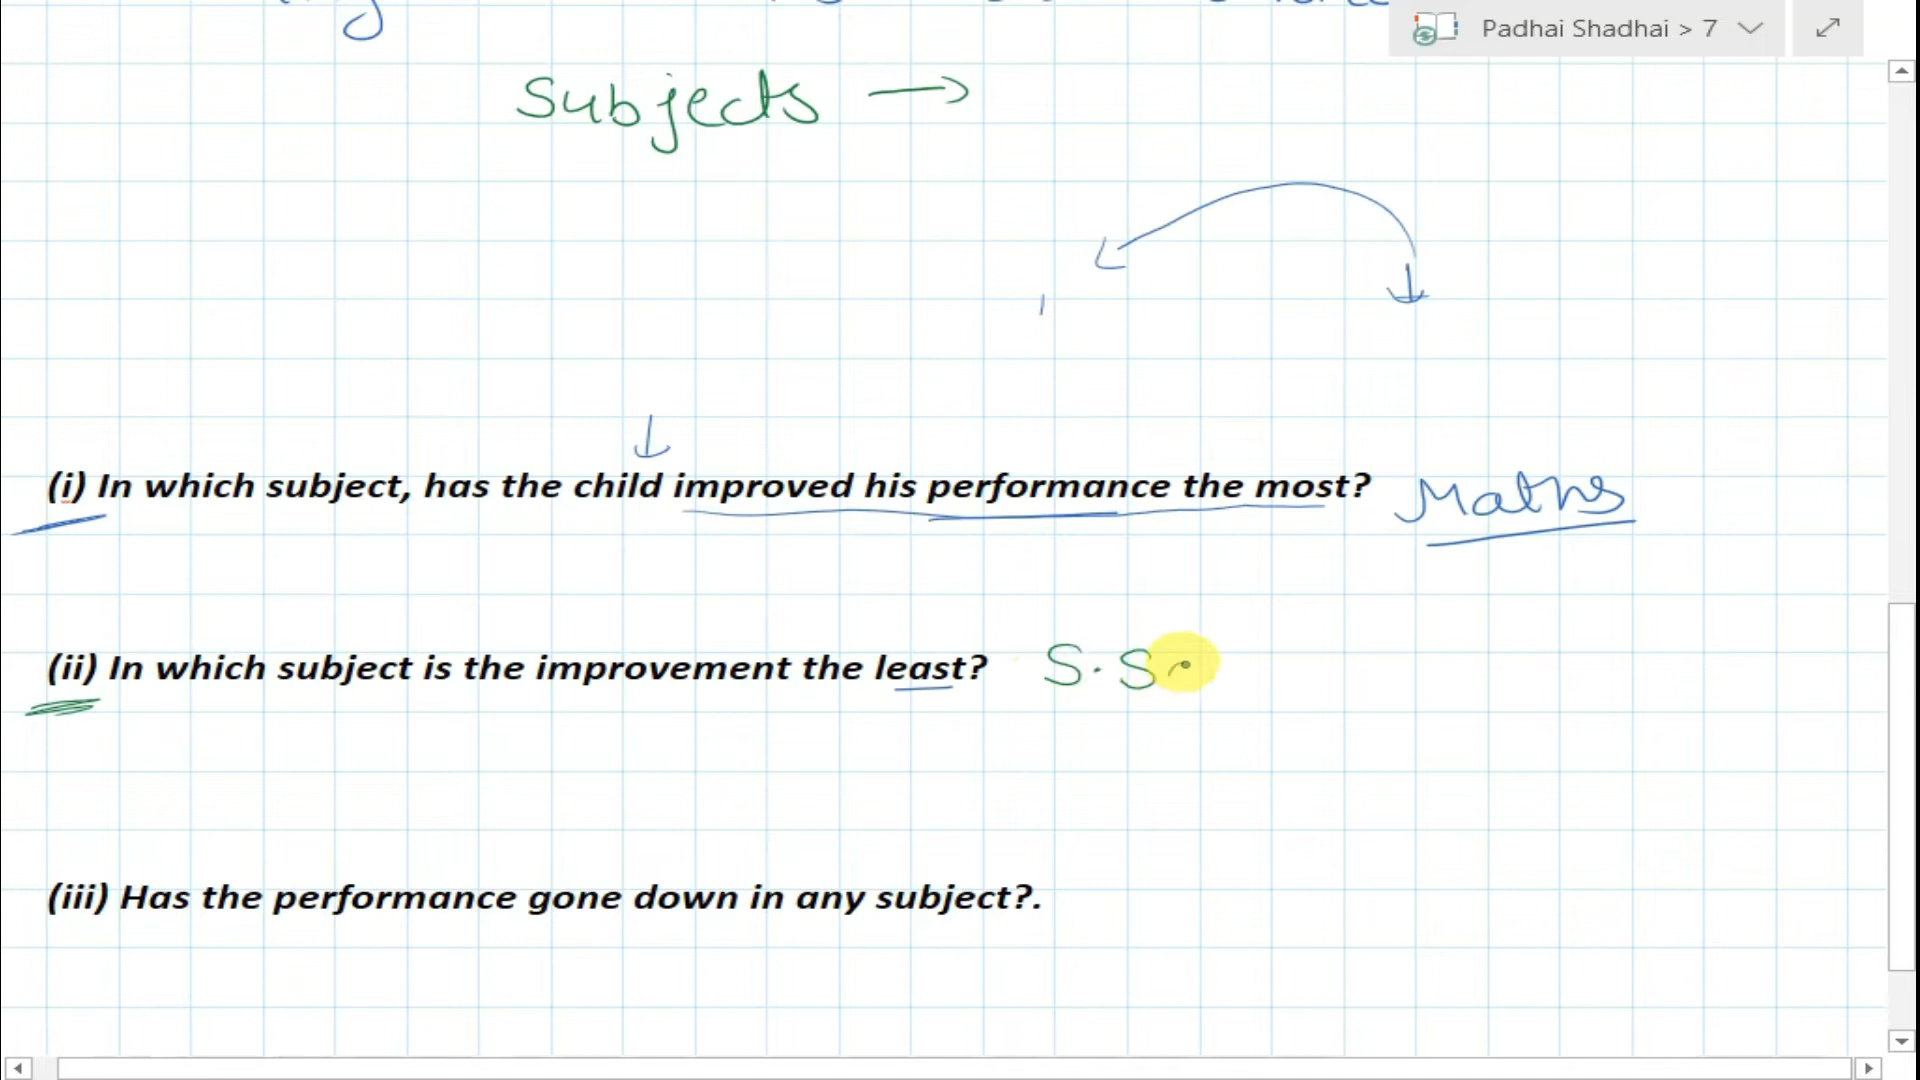 Padhai Shadhai > 7
Subjects →
(i) In which subject, has the child improved his performance the most? Maths
(ii) In which subject is the improvement the least? S.S
(iii) Has the performance gone down in any subject?.